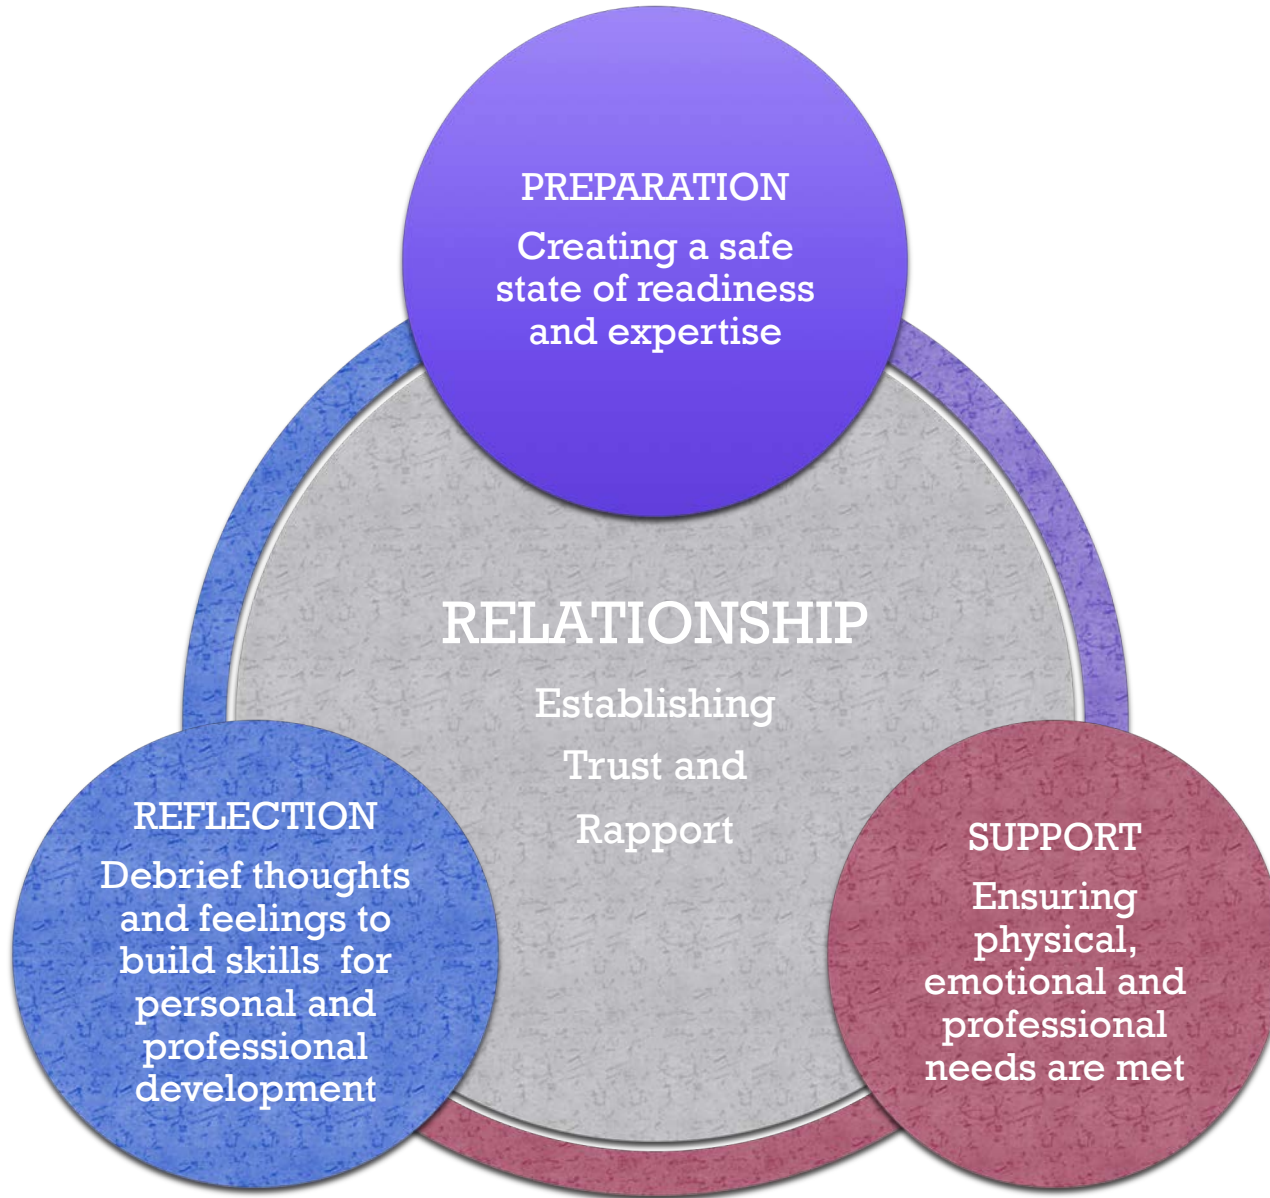 PREPARATION
Creating a safe
state of readiness
and expertise
RELATIONSHIP
Establishing
Trust and
Rapport
REFLECTION
Debrief thoughts
and feelings to
build skills for
personal and
professional
development
SUPPORT
Ensuring
physical,
emotional and
professional
needs are met